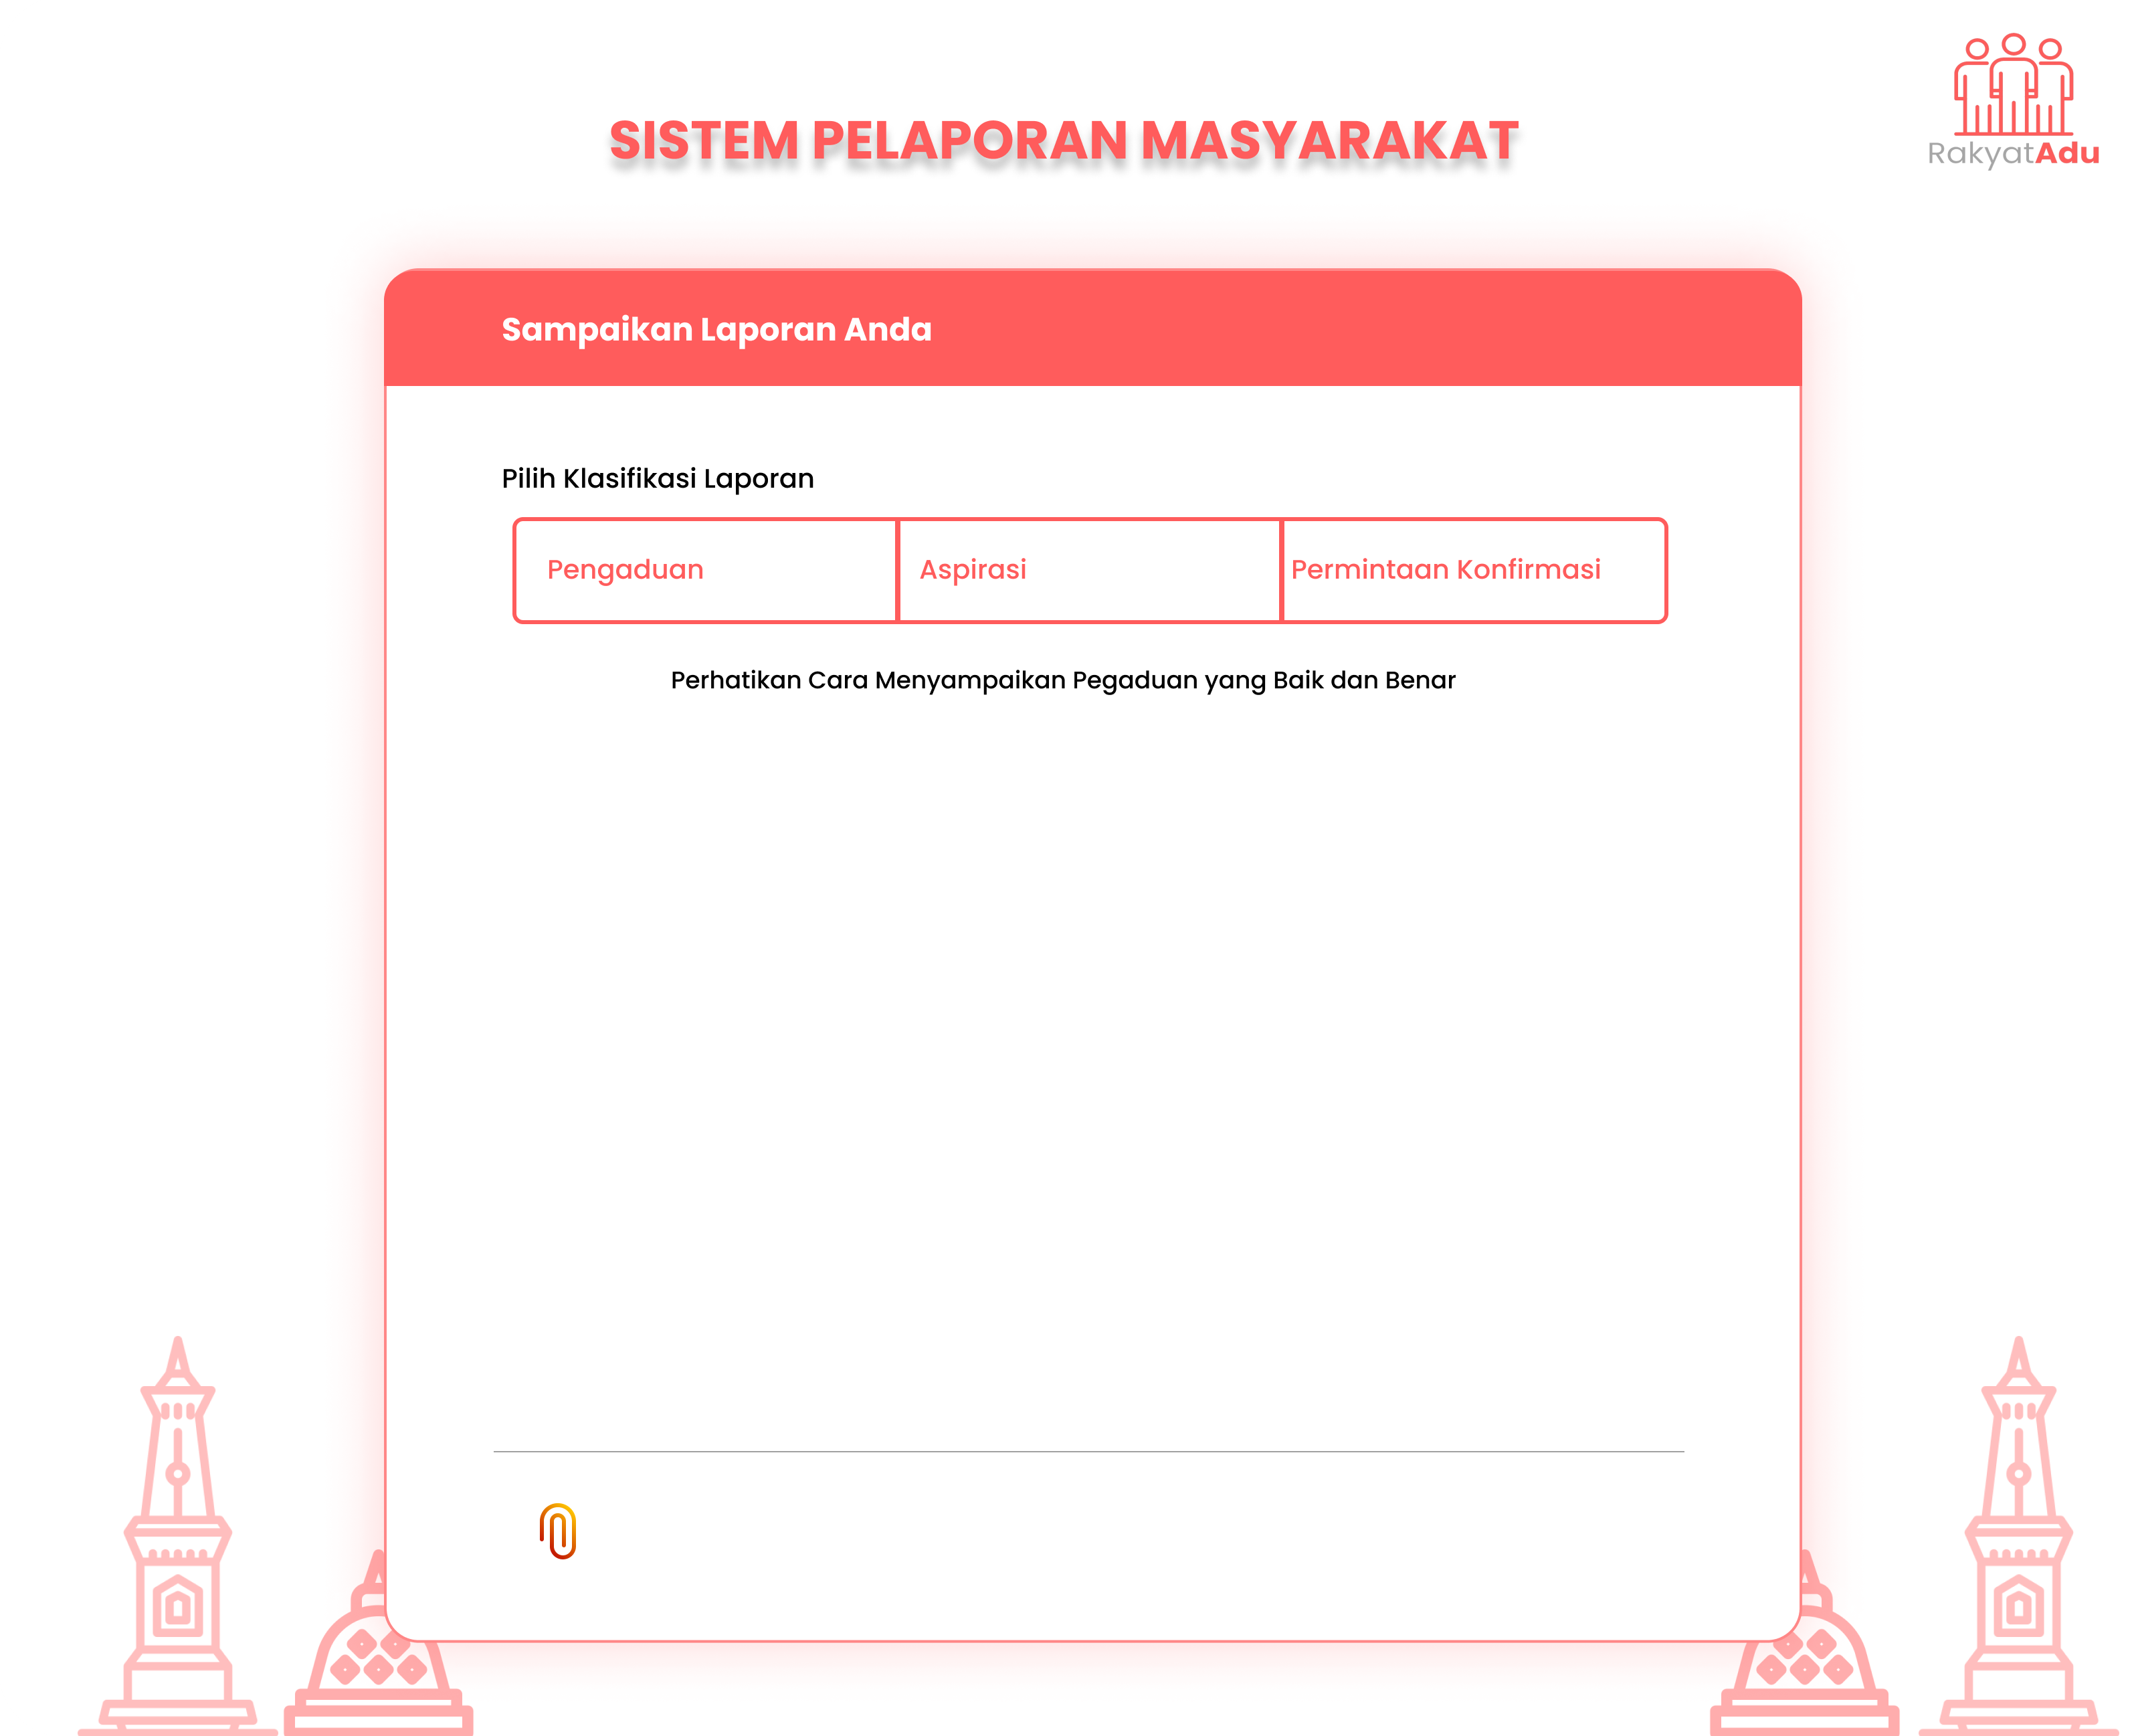 SISTEM PELAPORAN MASYARAKAT
RakyatAdu
Sampaikan Laporan Anda
Pilih Klasifikasi Laporan
Pengaduan
Aspirasi
Permintaan Konfirmasi
Perhatikan Cara Menyampaikan Pegaduan yang Baik dan Benar